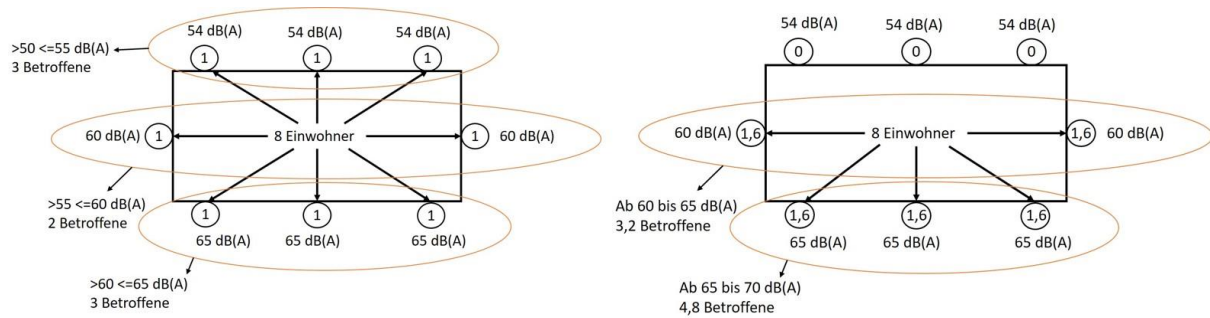 54 dB(A) 54 dB(A) 54 dB(A)
>50 <=55 dB(A)
3 Betroffene
1 1 1
60 dB(A) 1 8 Einwohner 1 60 dB(A)
>55 <=60 dB(A)
2 Betroffene
1 1 1
65 dB(A) 65 dB(A) 65 dB(A)
>60 <=65 dB(A)
3 Betroffene
54 dB(A) 54 dB(A) 54 dB(A)
0 0 0
60 dB(A) 1,6 8 Einwohner 1,6 60 dB(A)
Ab 60 bis 65 dB(A)
3,2 Betroffene
1,6 1,6 1,6
65 dB(A) 65 dB(A) 65 dB(A)
Ab 65 bis 70 dB(A)
4,8 Betroffene